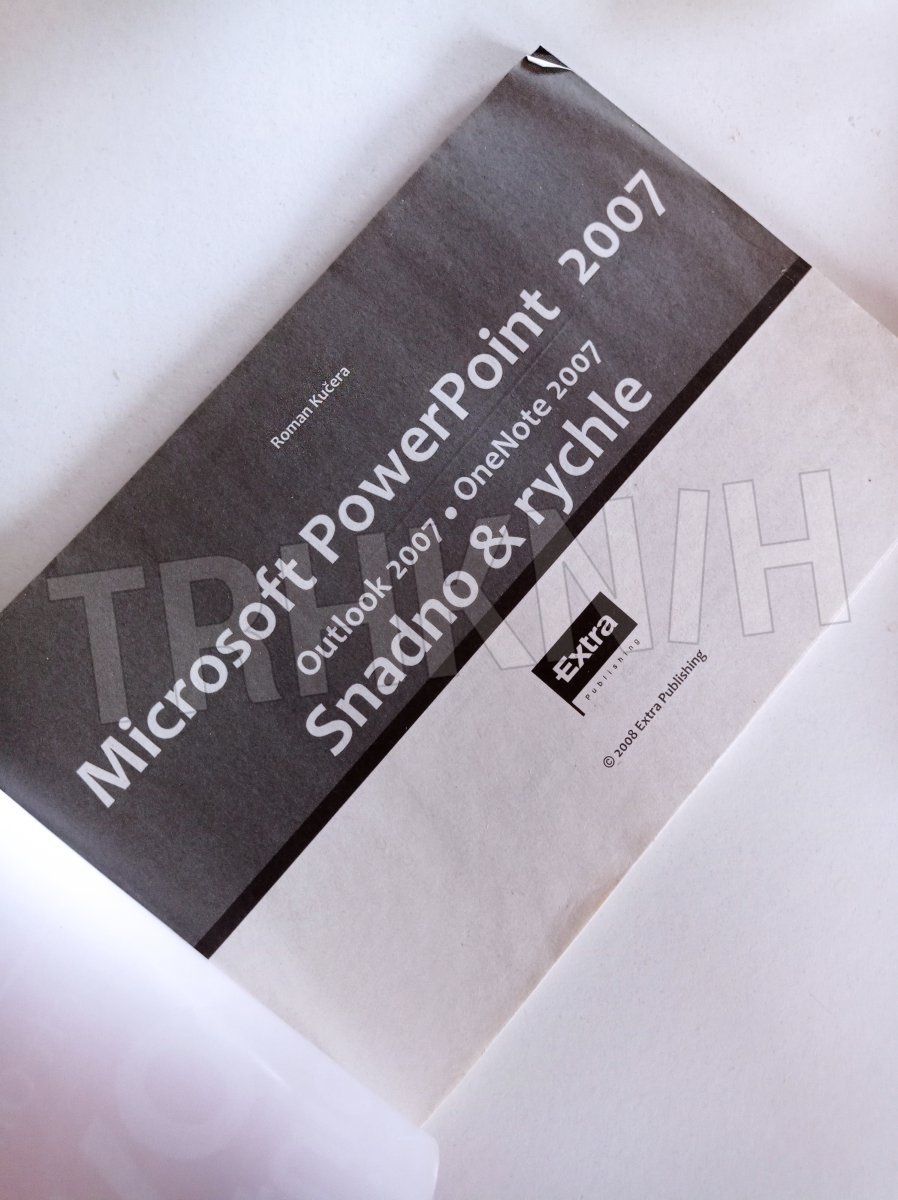 Roman Kučera
Microsoft PowerPoint 2007
Outlook 2007 • OneNote 2007
Snadno & rychle
Extra
Publishing
© 2008 Extra Publishing
TRHKNIH